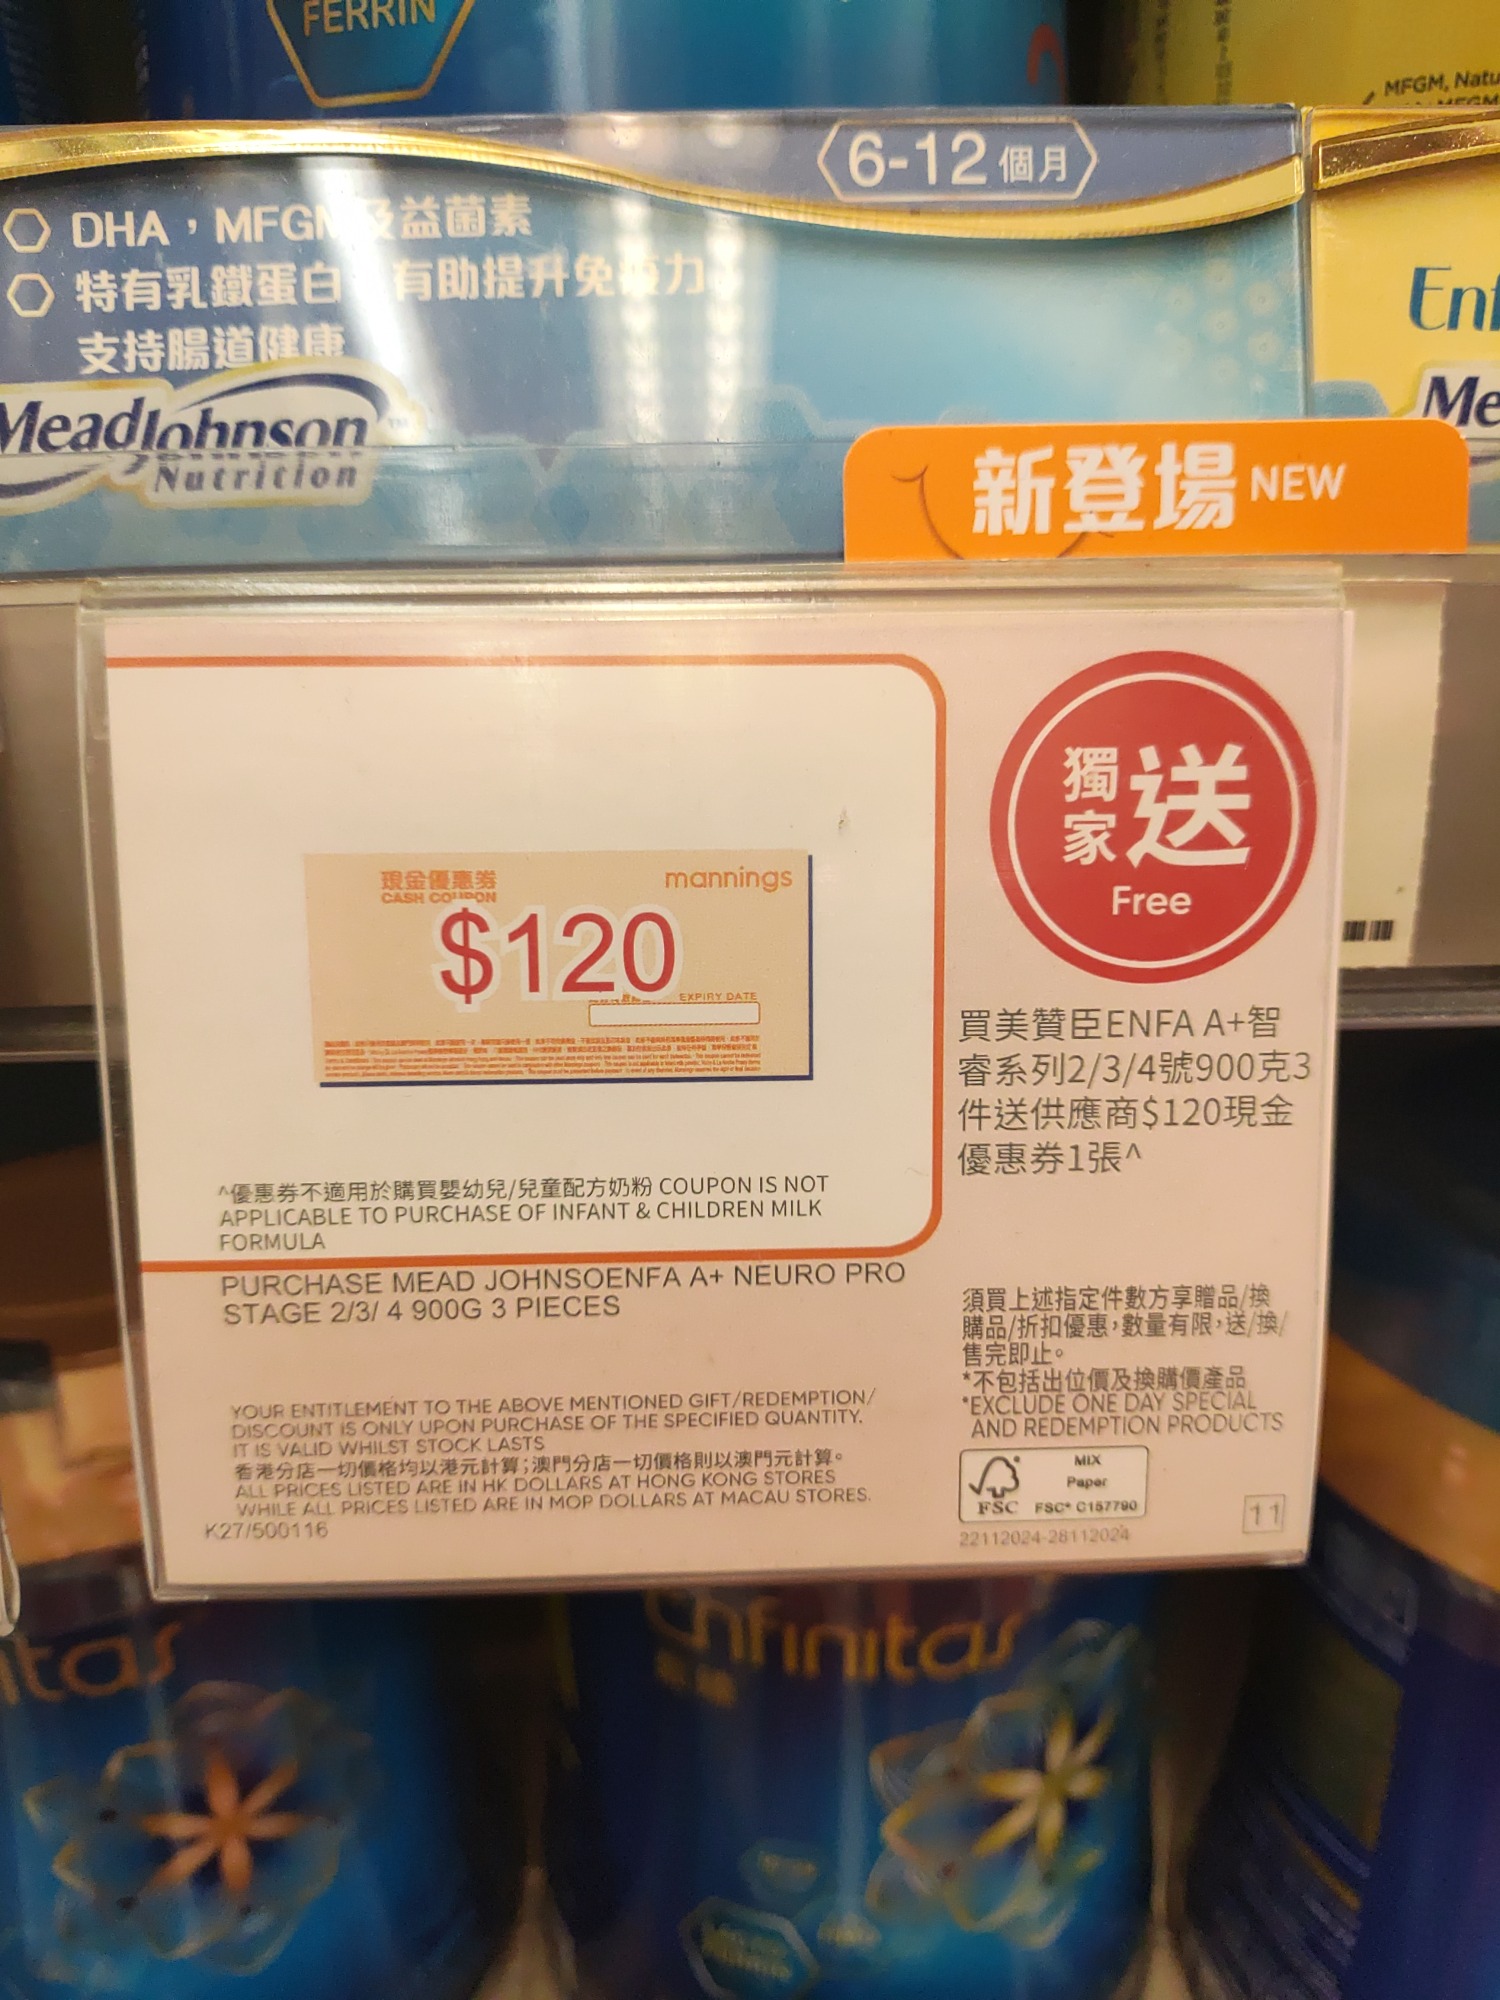 FERRIN
MFGM, Natu
6-12個月
DHA，MFGM及益菌素
特有乳鐵蛋白 有助提升免疫力
支持腸道健康
MeadJohnson™
Nutrition
Enf
Me
新登場 NEW
獨家送
Free
現金優惠券
CASH COUPON
mannings
$120
EXPIRY DATE
買美贊臣ENFA A+智
睿系列2/3/4號900克3
件送供應商$120現金
優惠券1張^
^優惠券不適用於購買嬰幼兒/兒童配方奶粉 COUPON IS NOT
APPLICABLE TO PURCHASE OF INFANT & CHILDREN MILK
FORMULA
PURCHASE MEAD JOHNSOENFA A+ NEURO PRO
STAGE 2/3/ 4 900G 3 PIECES
須買上述指定件數方享贈品/換
購品/折扣優惠，數量有限，送/換/
售完即止。
*不包括出位價及換購價產品
*EXCLUDE ONE DAY SPECIAL
AND REDEMPTION PRODUCTS
YOUR ENTITLEMENT TO THE ABOVE MENTIONED GIFT/REDEMPTION/
DISCOUNT IS ONLY UPON PURCHASE OF THE SPECIFIED QUANTITY.
IT IS VALID WHILST STOCK LASTS
香港分店一切價格均以港元計算；澳門分店一切價格則以澳門元計算。
ALL PRICES LISTED ARE IN HK DOLLARS AT HONG KONG STORES
WHILE ALL PRICES LISTED ARE IN MOP DOLLARS AT MACAU STORES.
K27/500116
MIX
Paper
FSC FSC® C157790
22112024-28112024
11
nitas
enfinitas